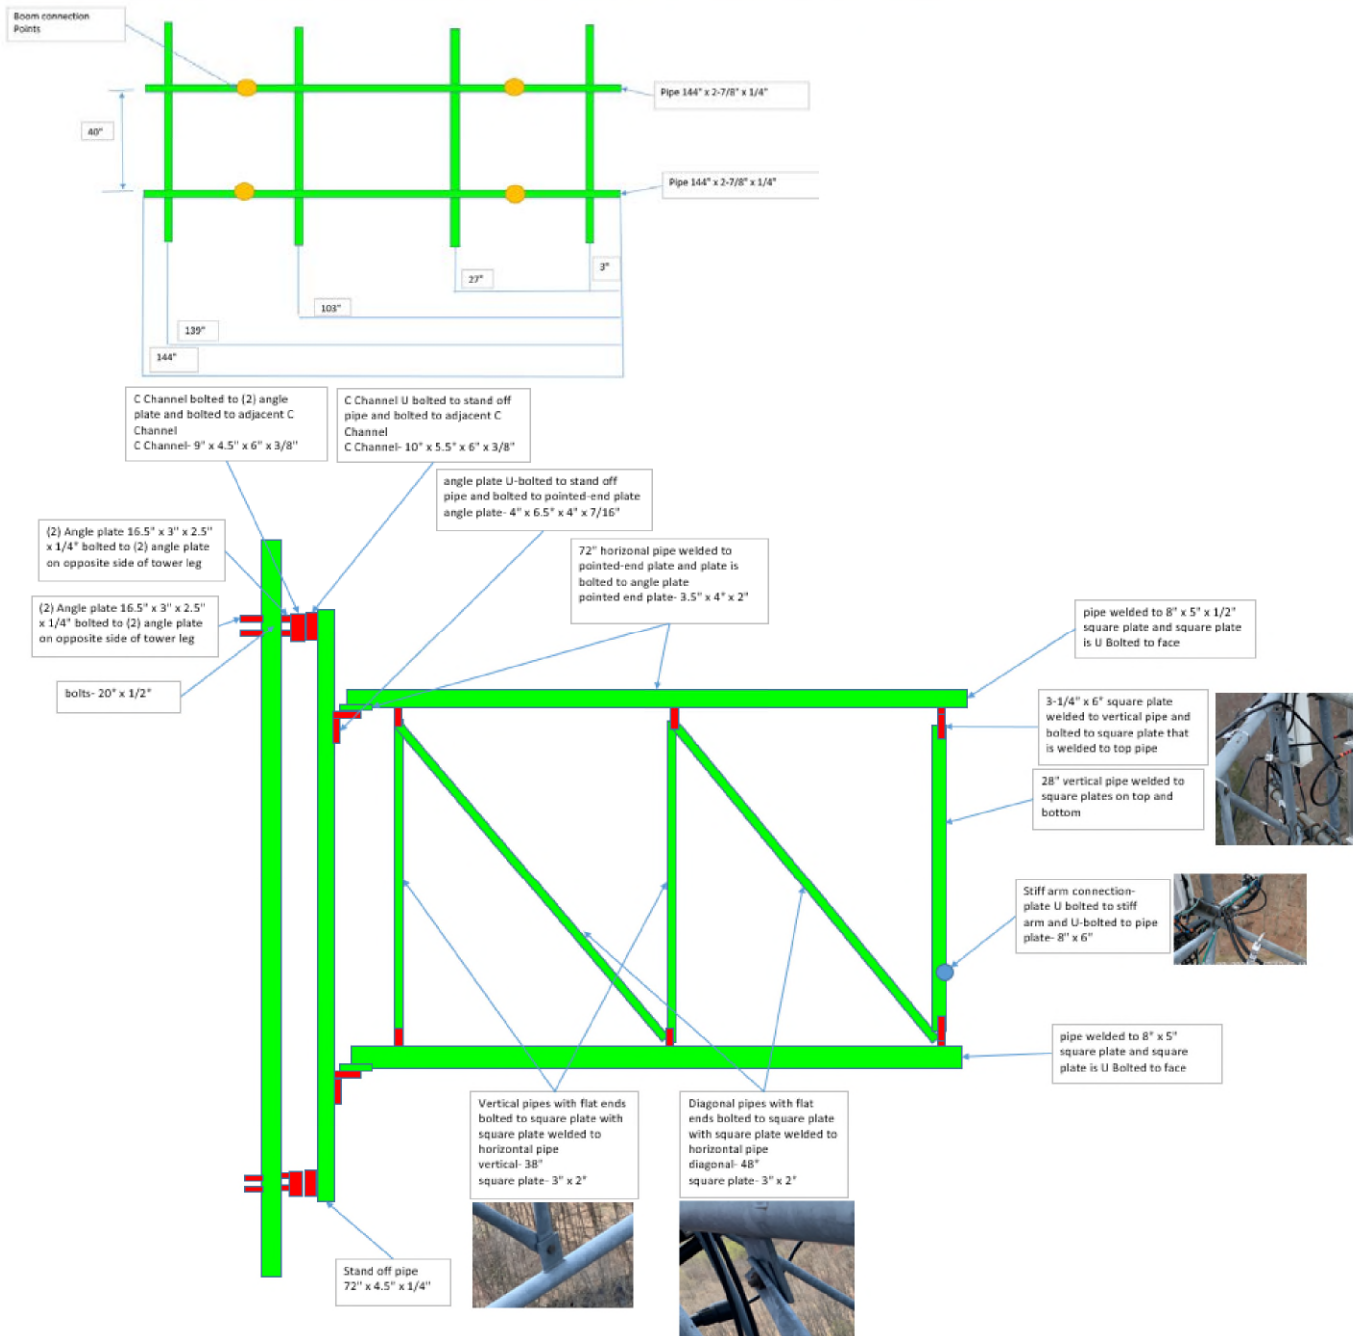 Boom connection
Points
Pipe 144" x 2-7/8" x 1/4"
40"
Pipe 144" x 2-7/8" x 1/4"
3"
27"
103"
139"
144"
C Channel bolted to (2) angle
plate and bolted to adjacent C
Channel
C Channel- 9" x 4.5" x 6" x 3/8"
C Channel U bolted to stand off
pipe and bolted to adjacent C
Channel
C Channel- 10" x 5.5" x 6" x 3/8"
angle plate U-bolted to stand off
pipe and bolted to pointed-end plate
angle plate- 4" x 6.5" x 4" x 7/16"
(2) Angle plate 16.5" x 3" x 2.5"
x 1/4" bolted to (2) angle plate
on opposite side of tower leg
72" horizonal pipe welded to
pointed-end plate and plate is
bolted to angle plate
pointed end plate- 3.5" x 4" x 2"
(2) Angle plate 16.5" x 3" x 2.5"
x 1/4" bolted to (2) angle plate
on opposite side of tower leg
pipe welded to 8" x 5" x 1/2"
square plate and square plate
is U Bolted to face
bolts- 20" x 1/2"
3-1/4" x 6" square plate
welded to vertical pipe and
bolted to square plate that
is welded to top pipe
28" vertical pipe welded to
square plates on top and
bottom
Stiff arm connection-
plate U bolted to stiff
arm and U-bolted to pipe
plate- 8" x 6"
pipe welded to 8" x 5"
square plate and square
plate is U Bolted to face
Vertical pipes with flat ends
bolted to square plate with
square plate welded to
horizontal pipe
vertical- 38"
square plate- 3" x 2"
Diagonal pipes with flat
ends bolted to square plate
with square plate welded to
horizontal pipe
diagonal- 48"
square plate- 3" x 2"
Stand off pipe
72" x 4.5" x 1/4"